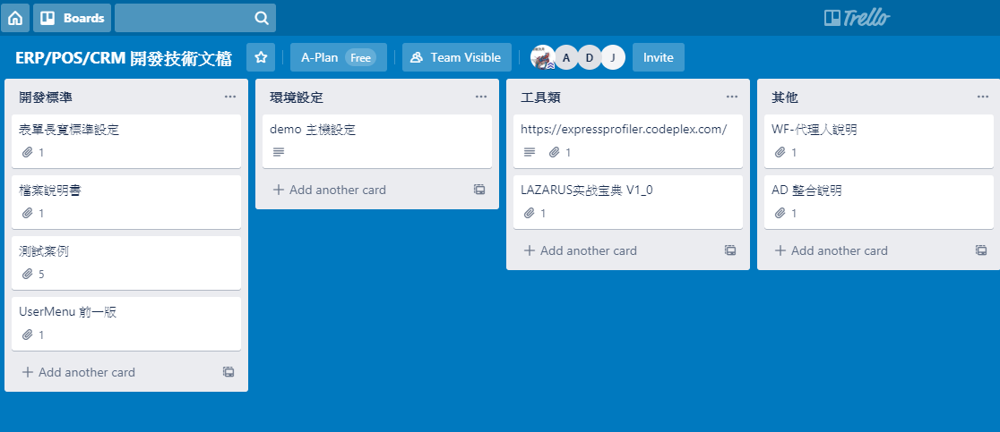 Boards
Trello
ERP/POS/CRM 開發技術文檔
A-Plan Free
Team Visible
A D J
Invite
開發標準
表單長寬標準設定
1
檔案說明書
1
測試案例
5
UserMenu 前一版
1
Add another card
環境設定
demo 主機設定
Add another card
工具類
https://expressprofiler.codeplex.com/
1
LAZARUS实战宝典 V1_0
1
Add another card
其他
WF-代理人說明
1
AD 整合說明
1
Add another card